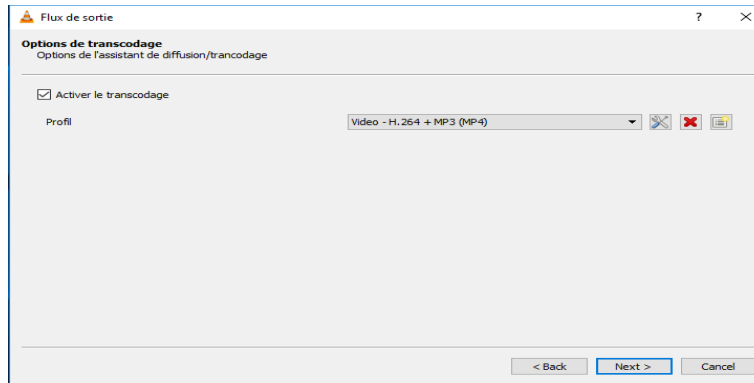 Flux de sortie
Options de transcodage
Options de l'assistant de diffusion/trancodage
Activer le transcodage
Profil Video - H.264 + MP3 (MP4)
< Back Next > Cancel